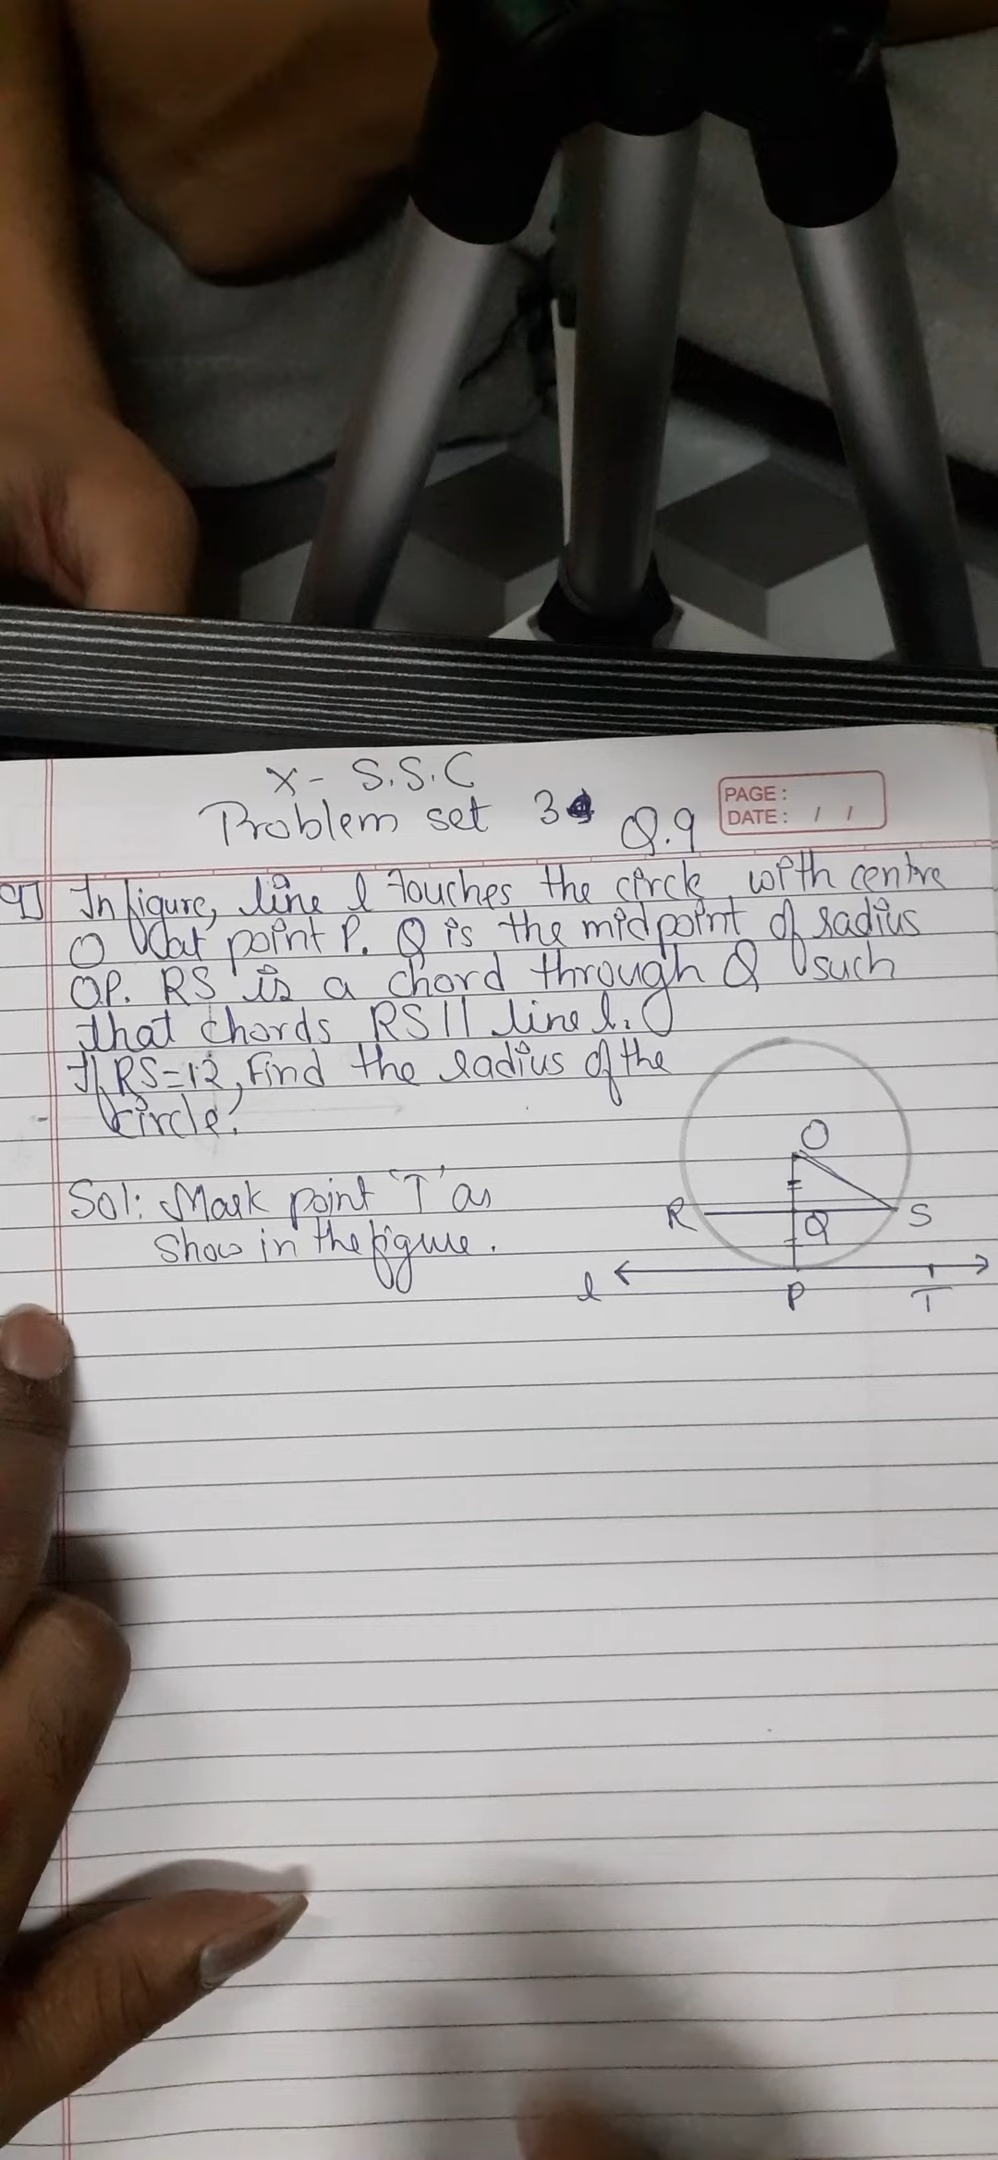 X- S.S.C
Problem set 3 Q.9
PAGE:
DATE: / /
9] In figure, line l touches the circle with centre
O at point P. Q is the midpoint of radius
OP. RS is a chord through Q such
that chords RS || line l.
If RS=12, Find the radius of the
circle.
Sol: Mark point 'T' as
show in the figure.
O
R
Q
S
l
P
T